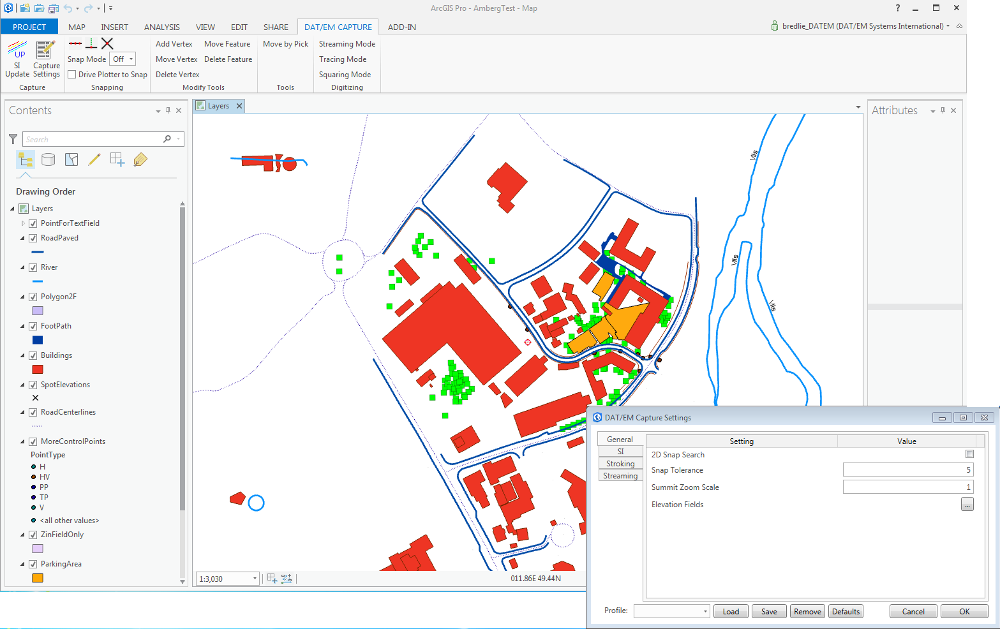 ArcGIS Pro - AmbergTest - Map
?
PROJECT MAP INSERT ANALYSIS VIEW EDIT SHARE DAT/EM CAPTURE ADD-IN
bredlie_DATEM (DAT/EM Systems International)
UP
SI Update
Capture Settings
Capture
Snap Mode Off
Drive Plotter to Snap
Snapping
Add Vertex Move Feature
Move Vertex Delete Feature
Delete Vertex
Modify Tools
Move by Pick
Tools
Streaming Mode
Tracing Mode
Squaring Mode
Digitizing
Contents
Search
Drawing Order
Layers
PointForTextField
RoadPaved
River
Polygon2F
FootPath
Buildings
SpotElevations
RoadCenterlines
MoreControlPoints
PointType
H
HV
PP
TP
V
<all other values>
ZinFieldOnly
ParkingArea
Layers
Vils
Vils
Vils
1:3,030
011.86E 49.44N
Attributes
DAT/EM Capture Settings
General
SI
Stroking
Streaming
Setting Value
2D Snap Search
Snap Tolerance 5
Summit Zoom Scale 1
Elevation Fields ...
Profile: Load Save Remove Defaults Cancel OK